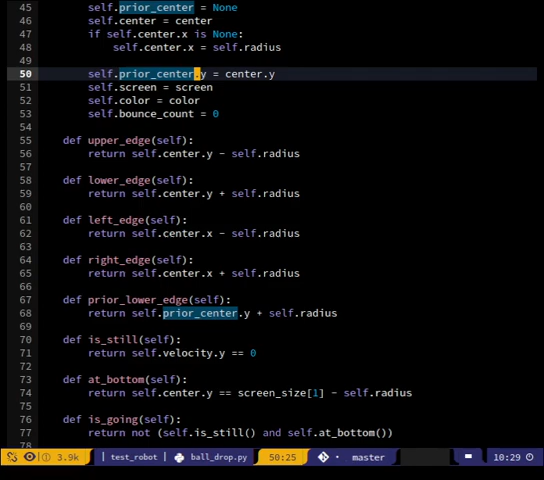 45 self.prior_center = None
46 self.center = center
47 if self.center.x is None:
48 self.center.x = self.radius
49
50 self.prior_center.y = center.y
51 self.screen = screen
52 self.color = color
53 self.bounce_count = 0
54
55 def upper_edge(self):
56 return self.center.y - self.radius
57
58 def lower_edge(self):
59 return self.center.y + self.radius
60
61 def left_edge(self):
62 return self.center.x - self.radius
63
64 def right_edge(self):
65 return self.center.x + self.radius
66
67 def prior_lower_edge(self):
68 return self.prior_center.y + self.radius
69
70 def is_still(self):
71 return self.velocity.y == 0
72
73 def at_bottom(self):
74 return self.center.y == screen_size[1] - self.radius
75
76 def is_going(self):
77 return not (self.is_still() and self.at_bottom())
78
3.9k | test_robot ball_drop.py 50:25 master 10:29